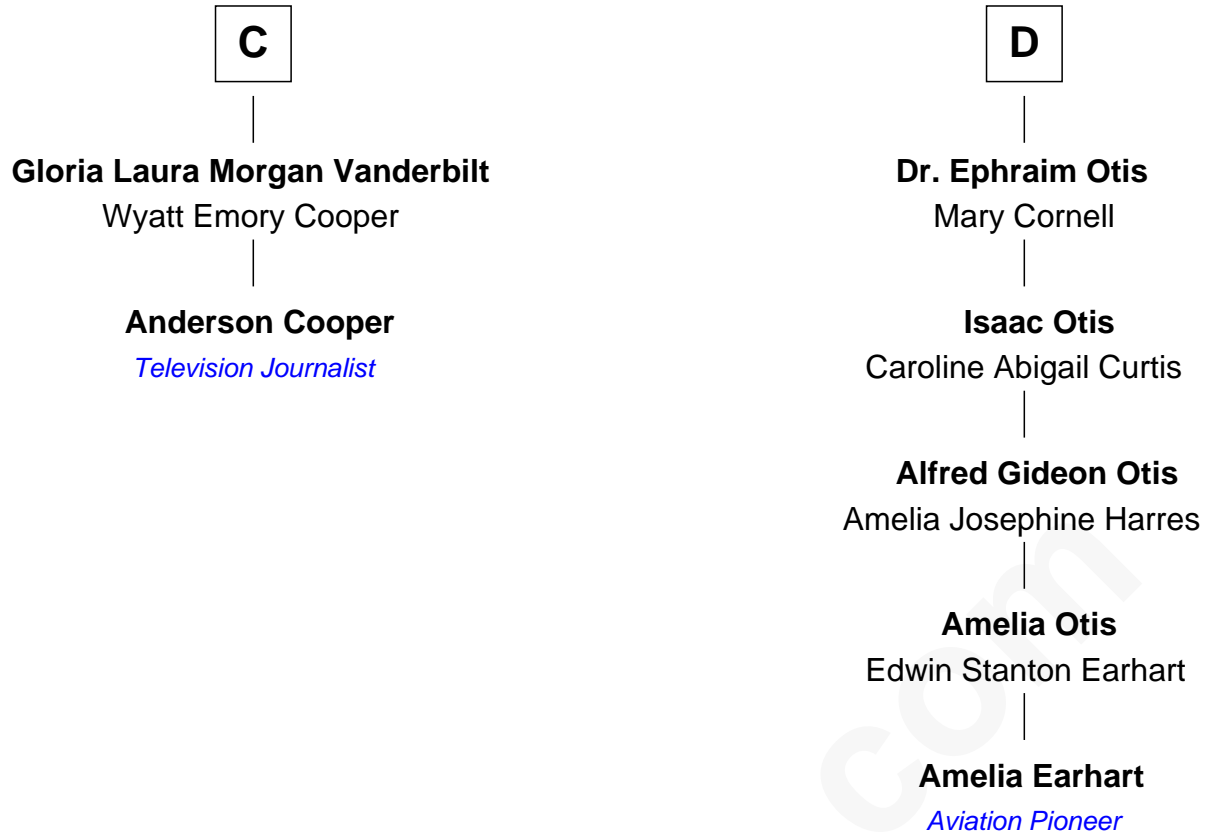 C
Gloria Laura Morgan Vanderbilt
Wyatt Emory Cooper
Anderson Cooper
Television Journalist
D
Dr. Ephraim Otis
Mary Cornell
Isaac Otis
Caroline Abigail Curtis
Alfred Gideon Otis
Amelia Josephine Harres
Amelia Otis
Edwin Stanton Earhart
Amelia Earhart
Aviation Pioneer
com